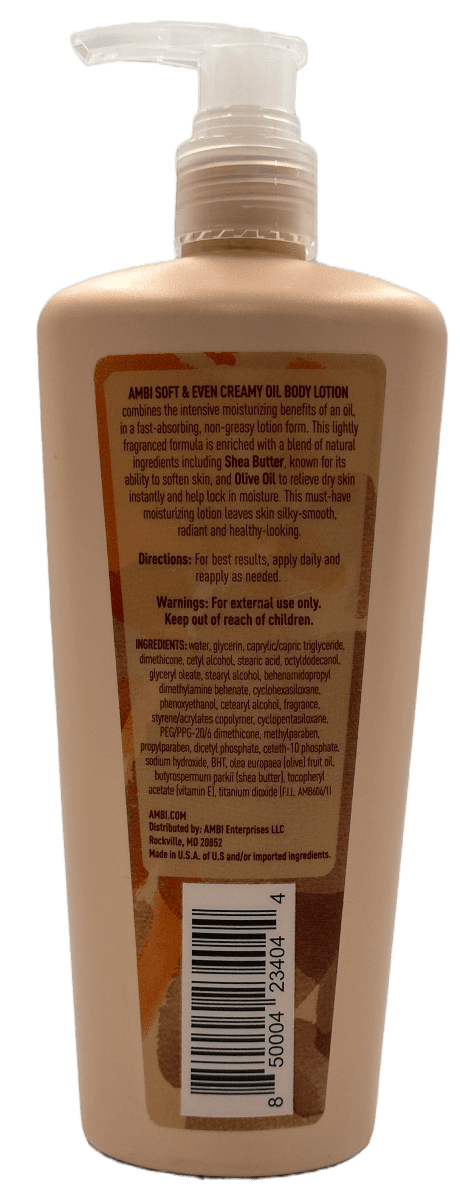 AMBI SOFT & EVEN CREAMY OIL BODY LOTION
combines the intensive moisturizing benefits of an oil,
in a fast-absorbing, non-greasy lotion form. This lightly
fragranced formula is enriched with a blend of natural
ingredients including Shea Butter, known for its
ability to soften skin, and Olive Oil to relieve dry skin
instantly and help lock in moisture. This must-have
moisturizing lotion leaves skin silky-smooth,
radiant and healthy-looking.
Directions: For best results, apply daily and
reapply as needed.
Warnings: For external use only.
Keep out of reach of children.
INGREDIENTS: water, glycerin, caprylic/capric triglyceride,
dimethicone, cetyl alcohol, stearic acid, octyldodecanol,
glyceryl oleate, stearyl alcohol, behenamidopropyl
dimethylamine behenate, cyclohexasiloxane,
phenoxyethanol, cetearyl alcohol, fragrance,
styrene/acrylates copolymer, cyclopentasiloxane,
PEG/PPG-20/6 dimethicone, methylparaben,
propylparaben, dicetyl phosphate, ceteth-10 phosphate,
sodium hydroxide, BHT, olea europaea (olive) fruit oil,
butyrospermum parkii (shea butter), tocopheryl
acetate (vitamin E), titanium dioxide (F.I.L. AMB606/1)
AMBI.COM
Distributed by: AMBI Enterprises LLC
Rockville, MD 20852
Made in U.S.A. of U.S and/or imported ingredients.
8 50004 23404 4